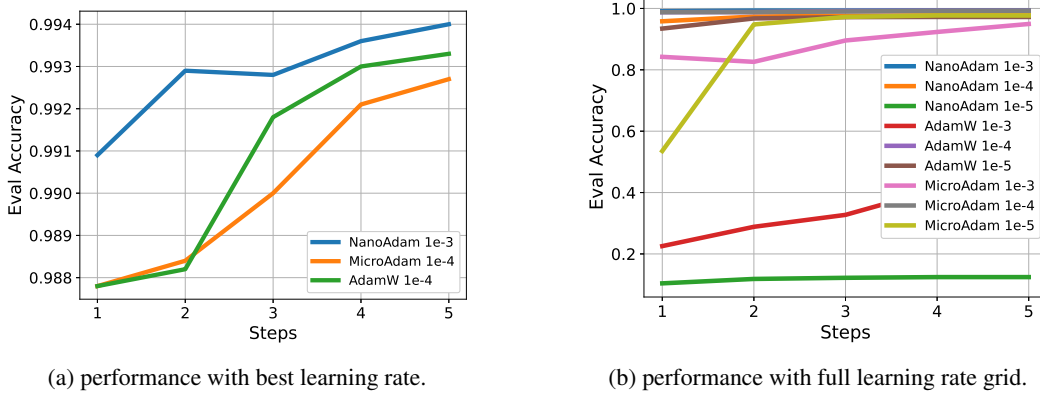 0.994
0.993
0.992
0.991
0.990
0.989
0.988
Eval Accuracy
1 2 3 4 5
Steps
NanoAdam 1e-3
MicroAdam 1e-4
AdamW 1e-4
(a) performance with best learning rate.
1.0
0.8
0.6
0.4
0.2
Eval Accuracy
1 2 3 4 5
Steps
NanoAdam 1e-3
NanoAdam 1e-4
NanoAdam 1e-5
AdamW 1e-3
AdamW 1e-4
AdamW 1e-5
MicroAdam 1e-3
MicroAdam 1e-4
MicroAdam 1e-5
(b) performance with full learning rate grid.